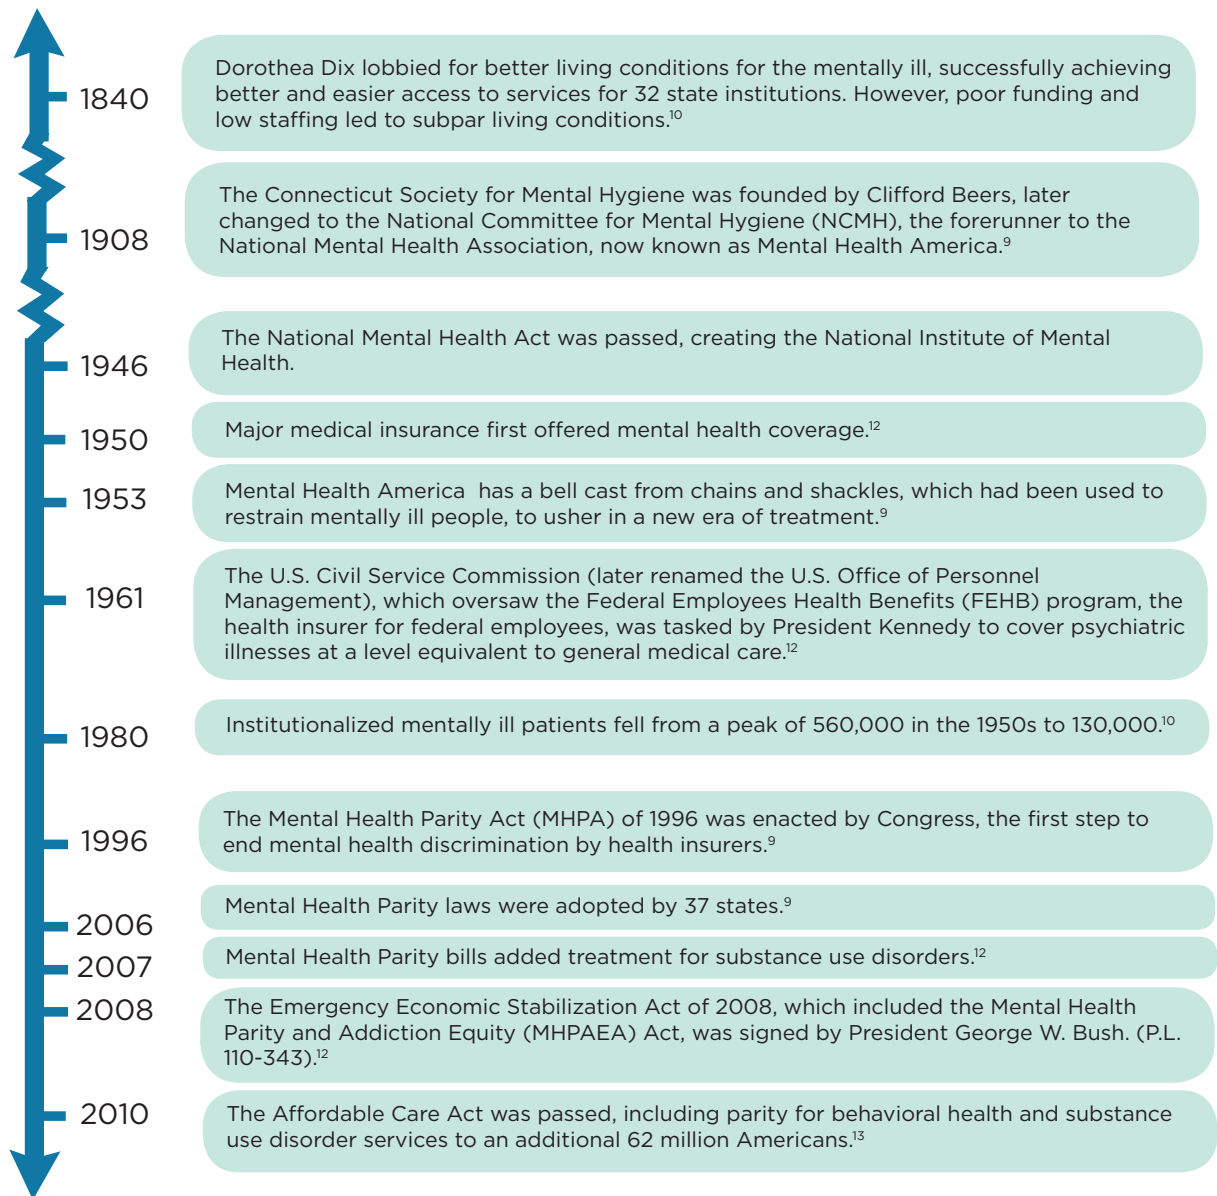 1840
Dorothea Dix lobbied for better living conditions for the mentally ill, successfully achieving
better and easier access to services for 32 state institutions. However, poor funding and
low staffing led to subpar living conditions.¹⁰
1908
The Connecticut Society for Mental Hygiene was founded by Clifford Beers, later
changed to the National Committee for Mental Hygiene (NCMH), the forerunner to the
National Mental Health Association, now known as Mental Health America.⁹
1946
The National Mental Health Act was passed, creating the National Institute of Mental
Health.
1950
Major medical insurance first offered mental health coverage.¹²
1953
Mental Health America has a bell cast from chains and shackles, which had been used to
restrain mentally ill people, to usher in a new era of treatment.⁹
1961
The U.S. Civil Service Commission (later renamed the U.S. Office of Personnel
Management), which oversaw the Federal Employees Health Benefits (FEHB) program, the
health insurer for federal employees, was tasked by President Kennedy to cover psychiatric
illnesses at a level equivalent to general medical care.¹²
1980
Institutionalized mentally ill patients fell from a peak of 560,000 in the 1950s to 130,000.¹⁰
1996
The Mental Health Parity Act (MHPA) of 1996 was enacted by Congress, the first step to
end mental health discrimination by health insurers.⁹
2006
Mental Health Parity laws were adopted by 37 states.⁹
2007
Mental Health Parity bills added treatment for substance use disorders.¹²
2008
The Emergency Economic Stabilization Act of 2008, which included the Mental Health
Parity and Addiction Equity (MHPAEA) Act, was signed by President George W. Bush. (P.L.
110-343).¹²
2010
The Affordable Care Act was passed, including parity for behavioral health and substance
use disorder services to an additional 62 million Americans.¹³